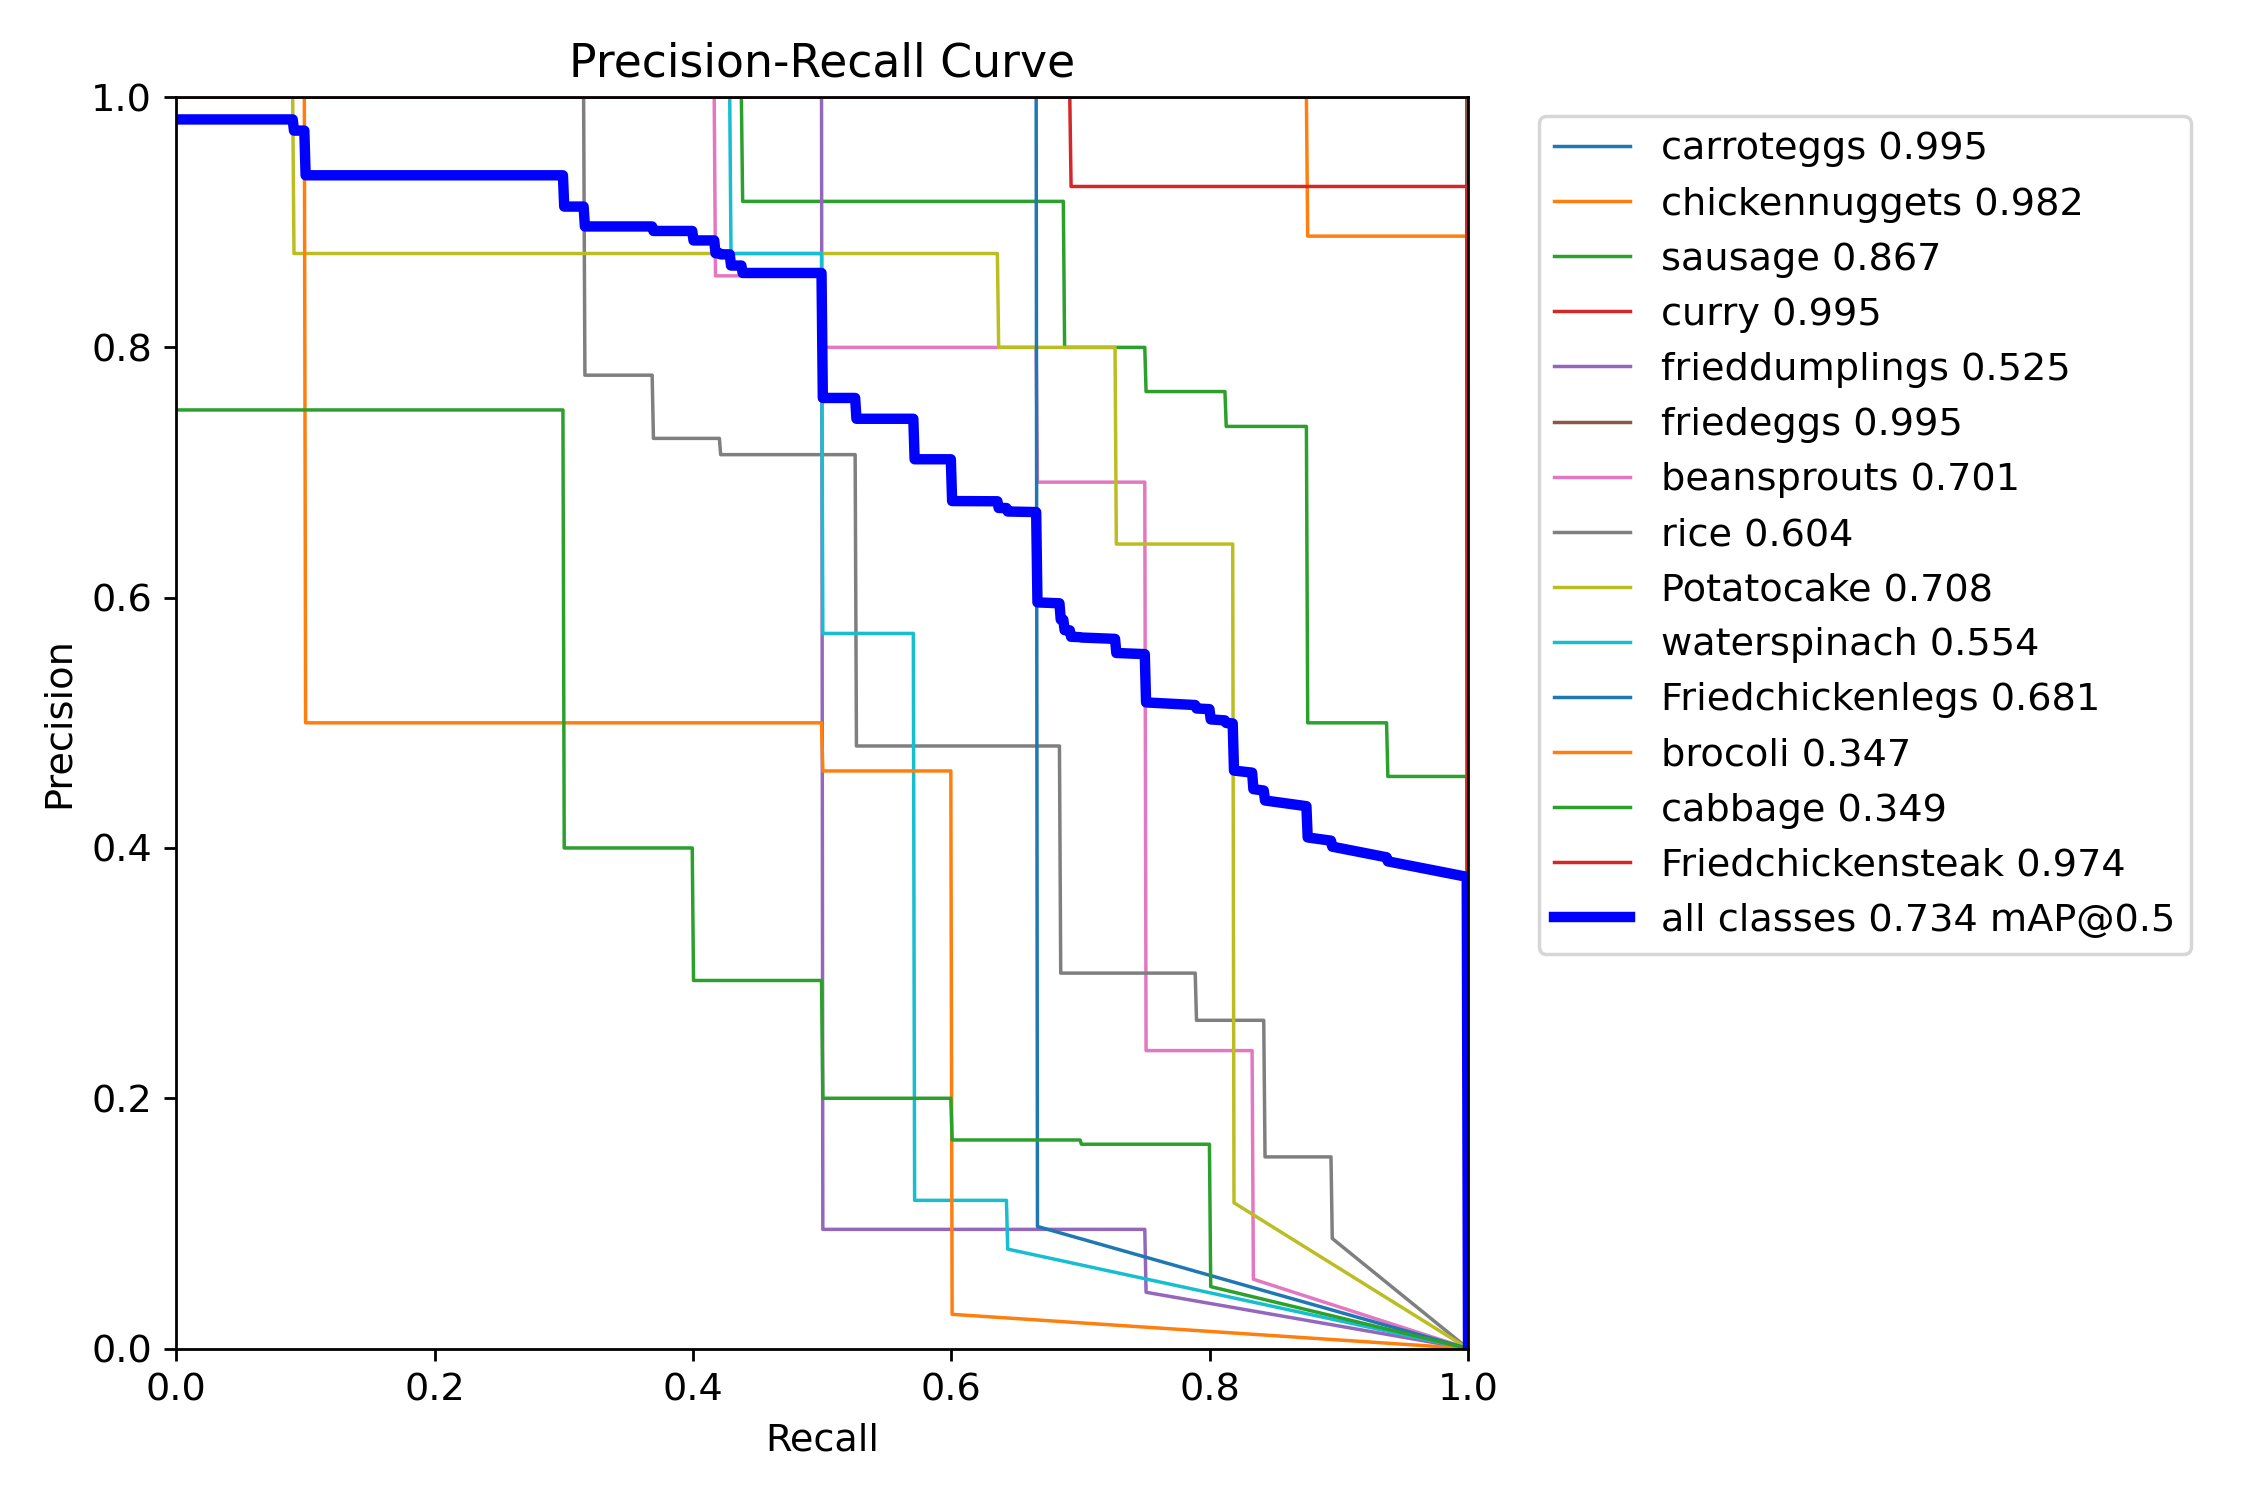 Precision-Recall Curve
1.0
0.8
0.6
0.4
0.2
0.0
Precision
0.0 0.2 0.4 0.6 0.8 1.0
Recall
carroteggs 0.995
chickennuggets 0.982
sausage 0.867
curry 0.995
frieddumplings 0.525
friedeggs 0.995
beansprouts 0.701
rice 0.604
Potatocake 0.708
waterspinach 0.554
Friedchickenlegs 0.681
brocoli 0.347
cabbage 0.349
Friedchickensteak 0.974
all classes 0.734 mAP@0.5